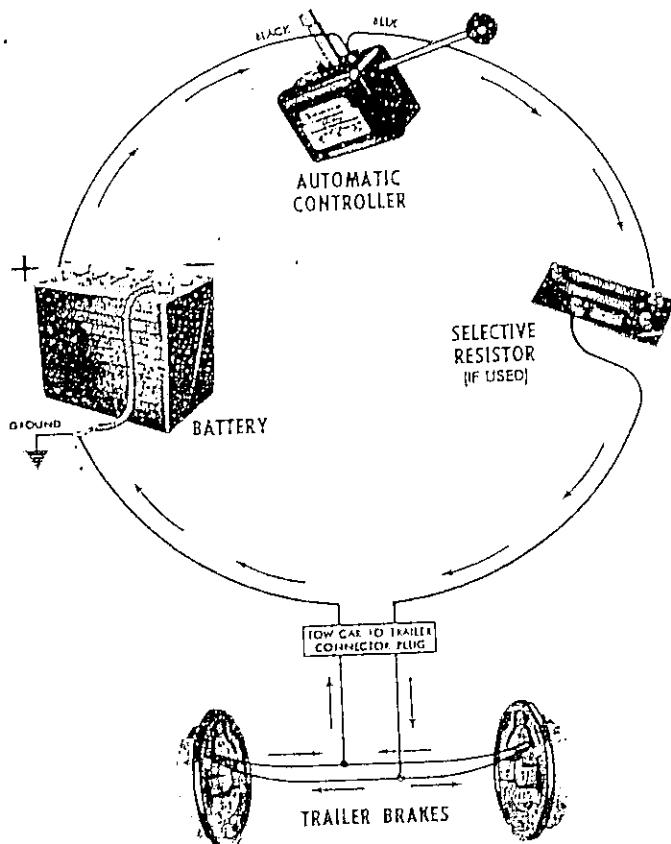 BLACK
BLUE
AUTOMATIC
CONTROLLER
+
−
SELECTIVE
RESISTOR
(IF USED)
GROUND
BATTERY
TOW CAR TO TRAILER
CONNECTOR PLUG
TRAILER BRAKES